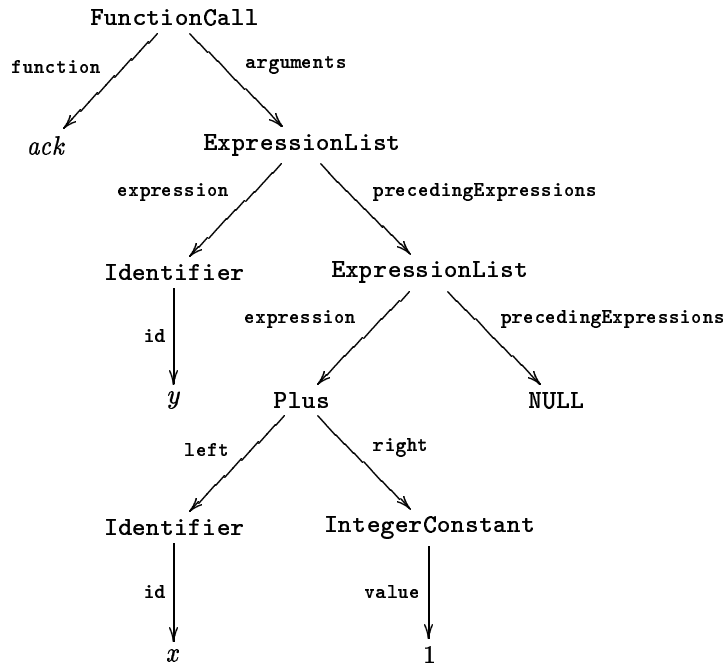 FunctionCall
function
arguments
ack
ExpressionList
expression
precedingExpressions
Identifier
ExpressionList
id
expression
precedingExpressions
y
Plus
NULL
left
right
Identifier
IntegerConstant
id
value
x
1